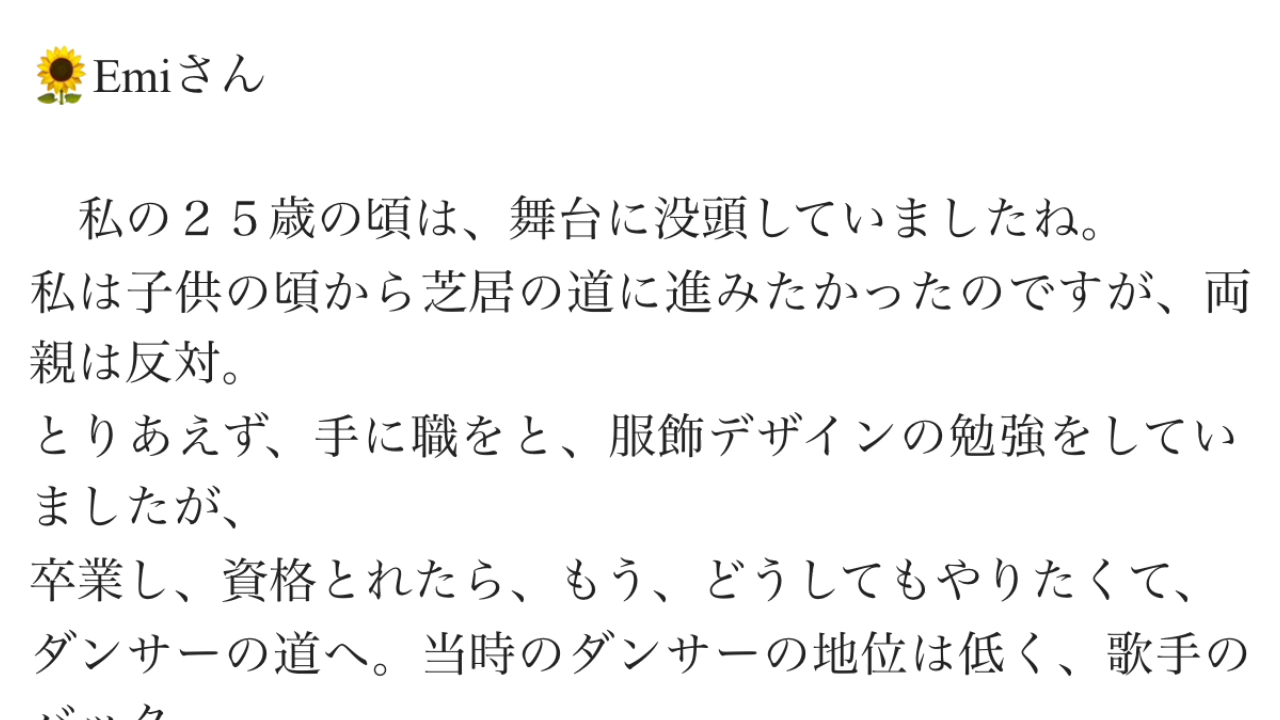 🌻Emiさん
私の２５歳の頃は、舞台に没頭していましたね。
私は子供の頃から芝居の道に進みたかったのですが、両
親は反対。
とりあえず、手に職をと、服飾デザインの勉強をしてい
ましたが、
卒業し、資格とれたら、もう、どうしてもやりたくて、
ダンサーの道へ。当時のダンサーの地位は低く、歌手の
バック